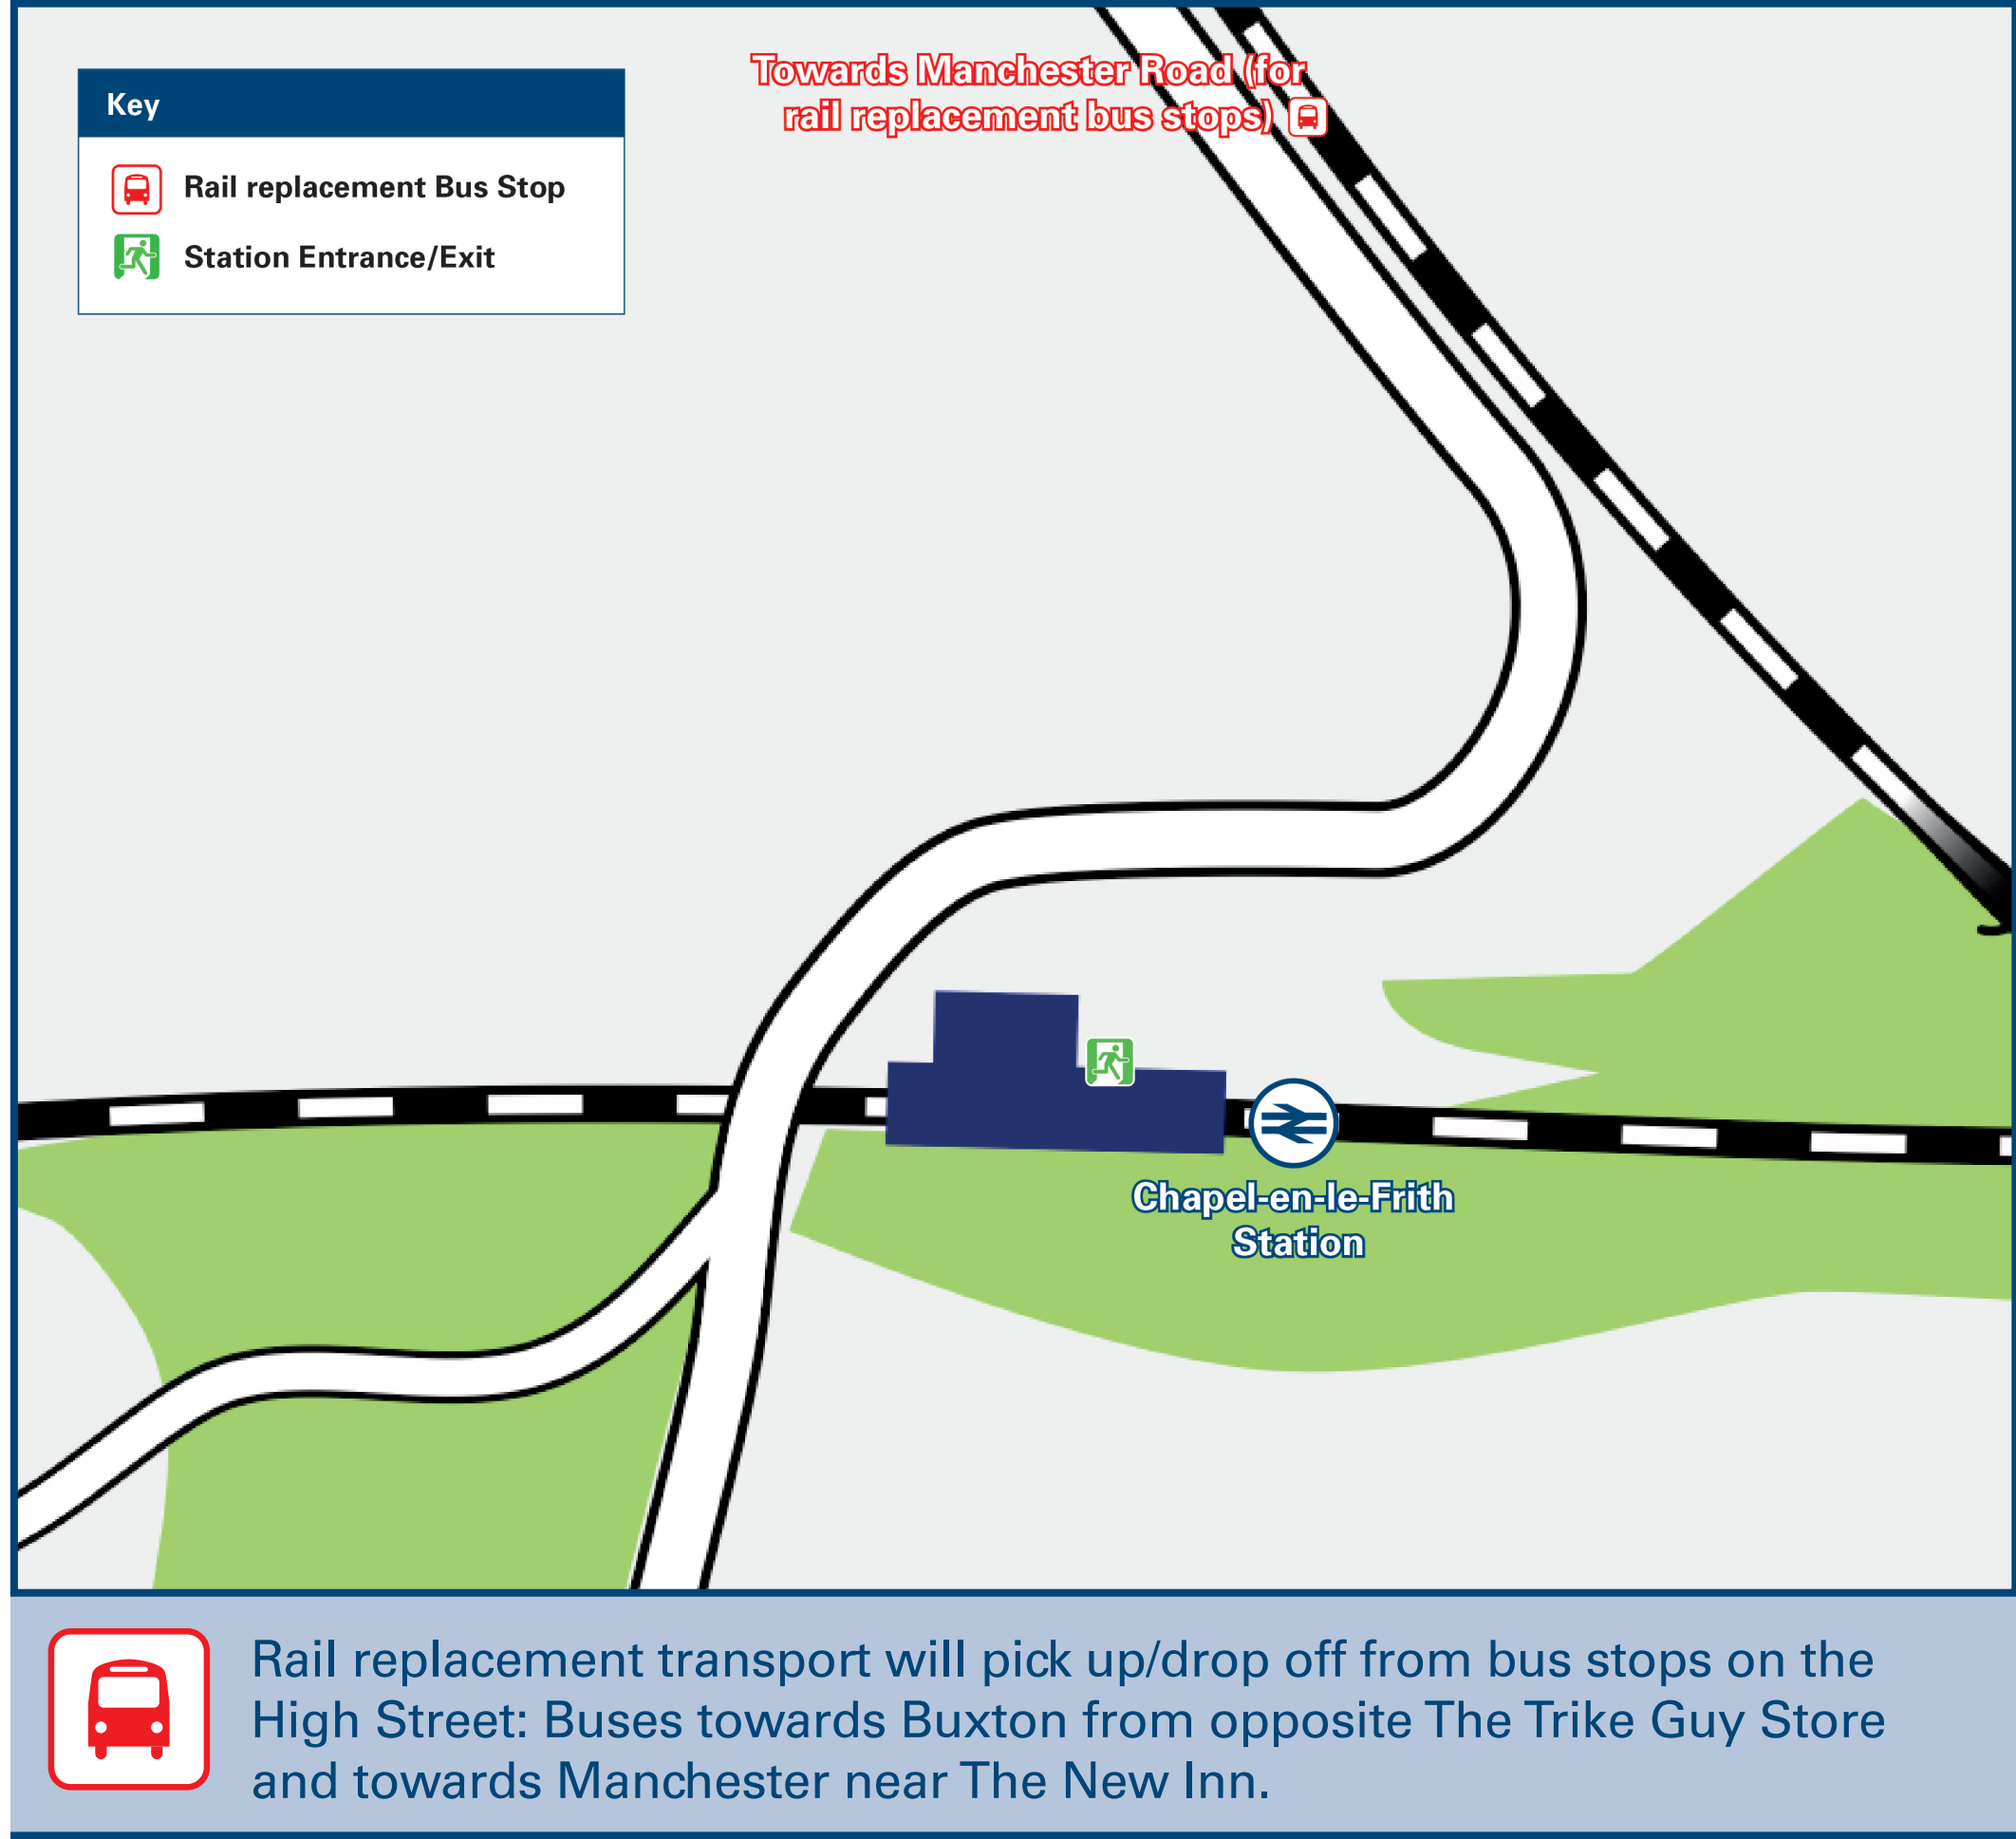 Key
Rail replacement Bus Stop
Station Entrance/Exit
Towards Manchester Road (for
rail replacement bus stops)
Chapel-en-le-Frith
Station
Rail replacement transport will pick up/drop off from bus stops on the
High Street: Buses towards Buxton from opposite The Trike Guy Store
and towards Manchester near The New Inn.